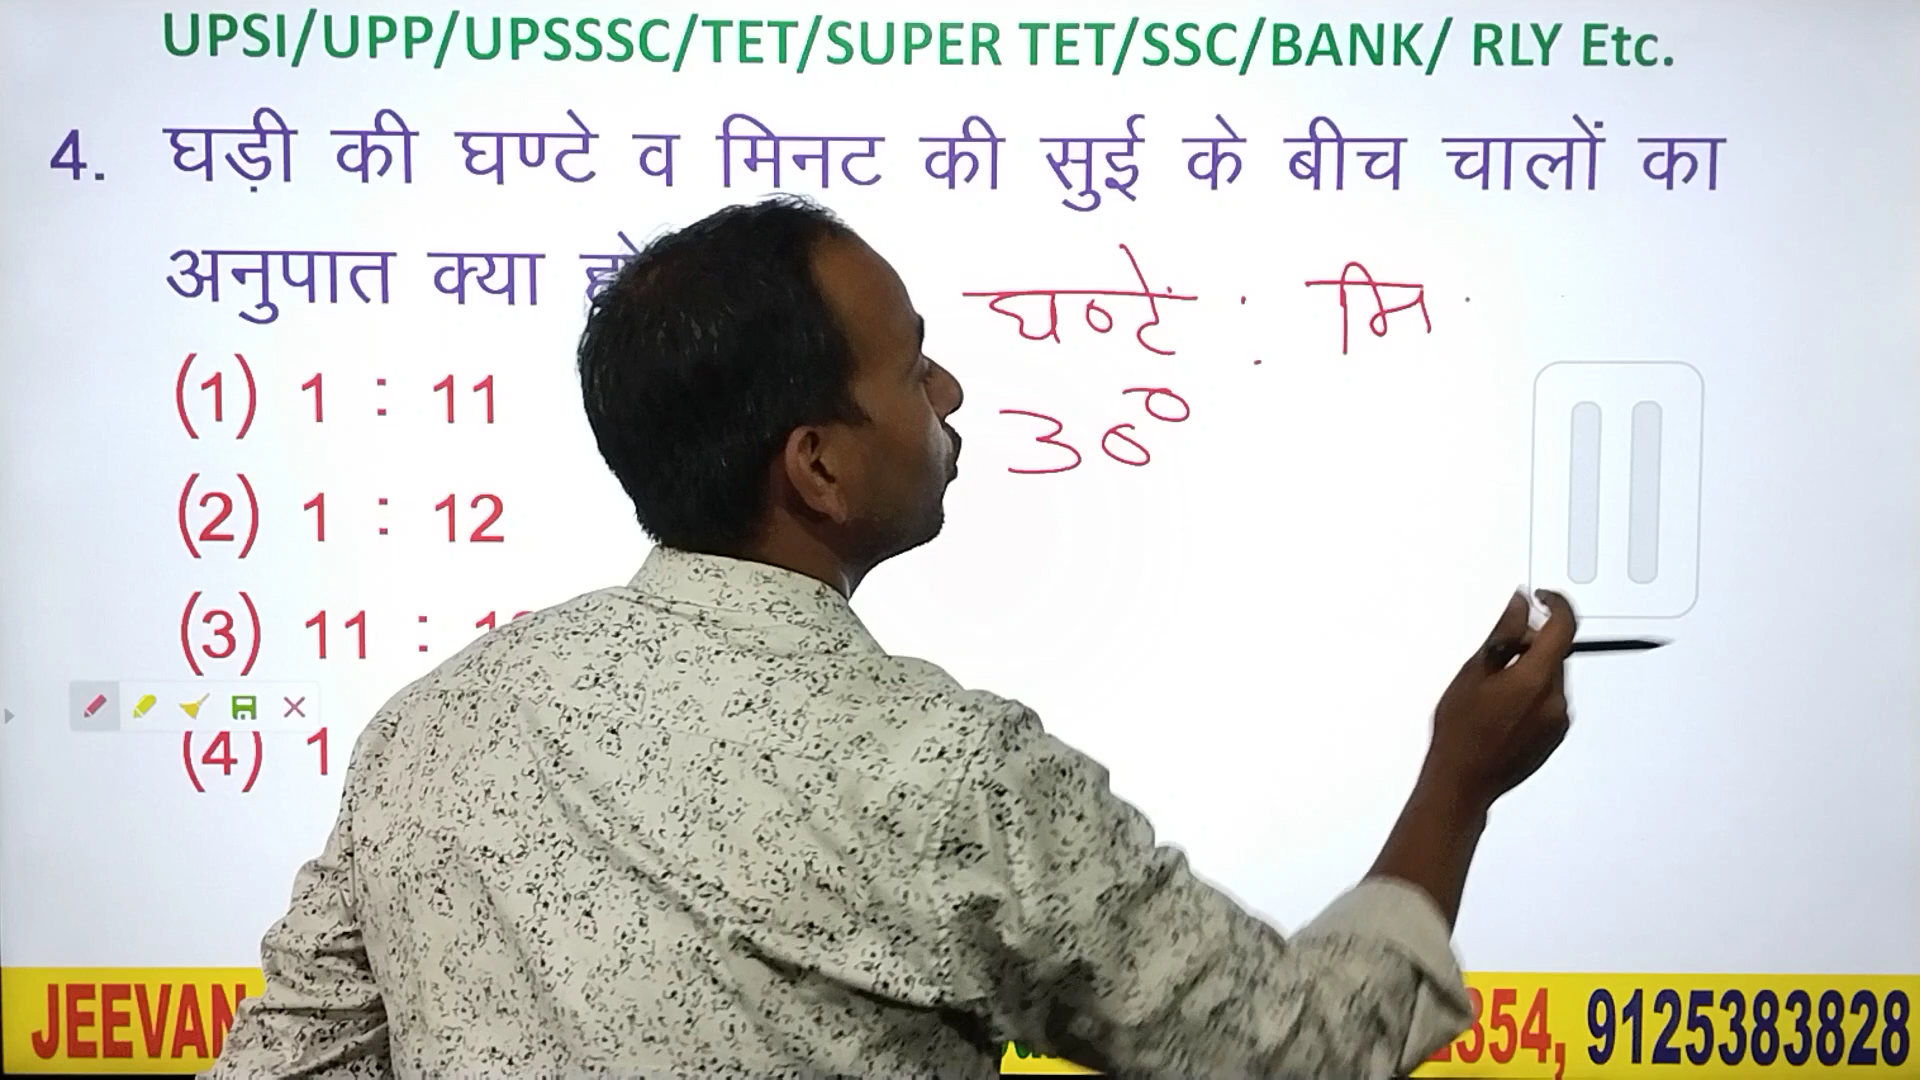 UPSI/UPP/UPSSSC/TET/SUPER TET/SSC/BANK/ RLY Etc.
4. घड़ी की घण्टे व मिनट की सुई के बीच चालों का
अनुपात क्या
घण्टें : मि
30°
(1) 1 : 11
(2) 1 : 12
(3) 11 :
(4) 1
JEEVAN 354, 9125383828